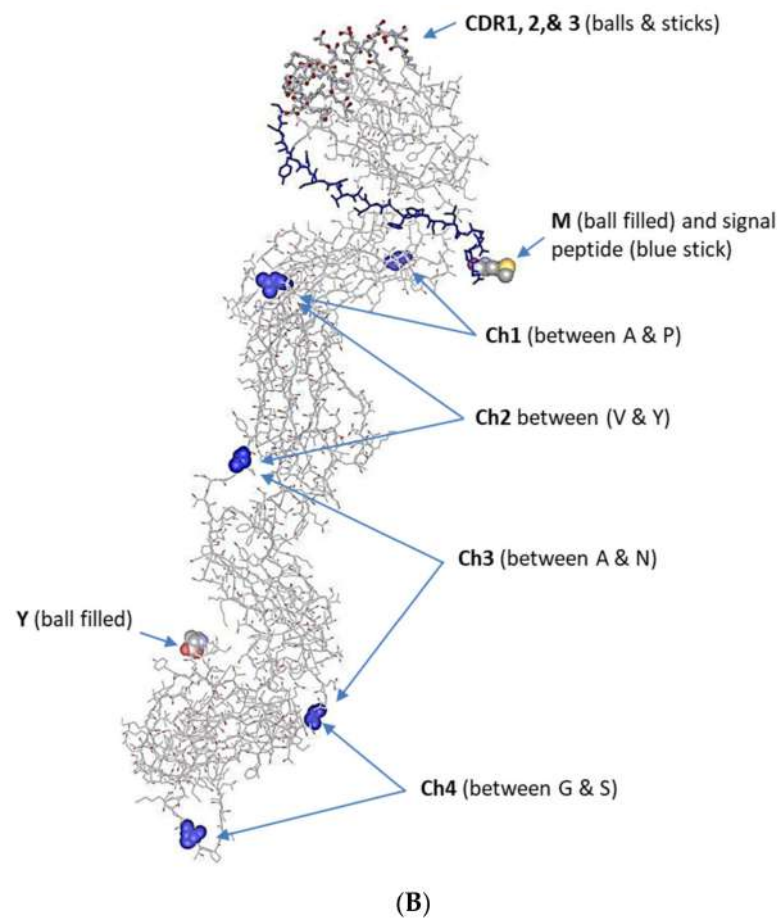 CDR1, 2,& 3 (balls & sticks)
M (ball filled) and signal
peptide (blue stick)
Ch1 (between A & P)
Ch2 between (V & Y)
Ch3 (between A & N)
Y (ball filled)
Ch4 (between G & S)
(B)